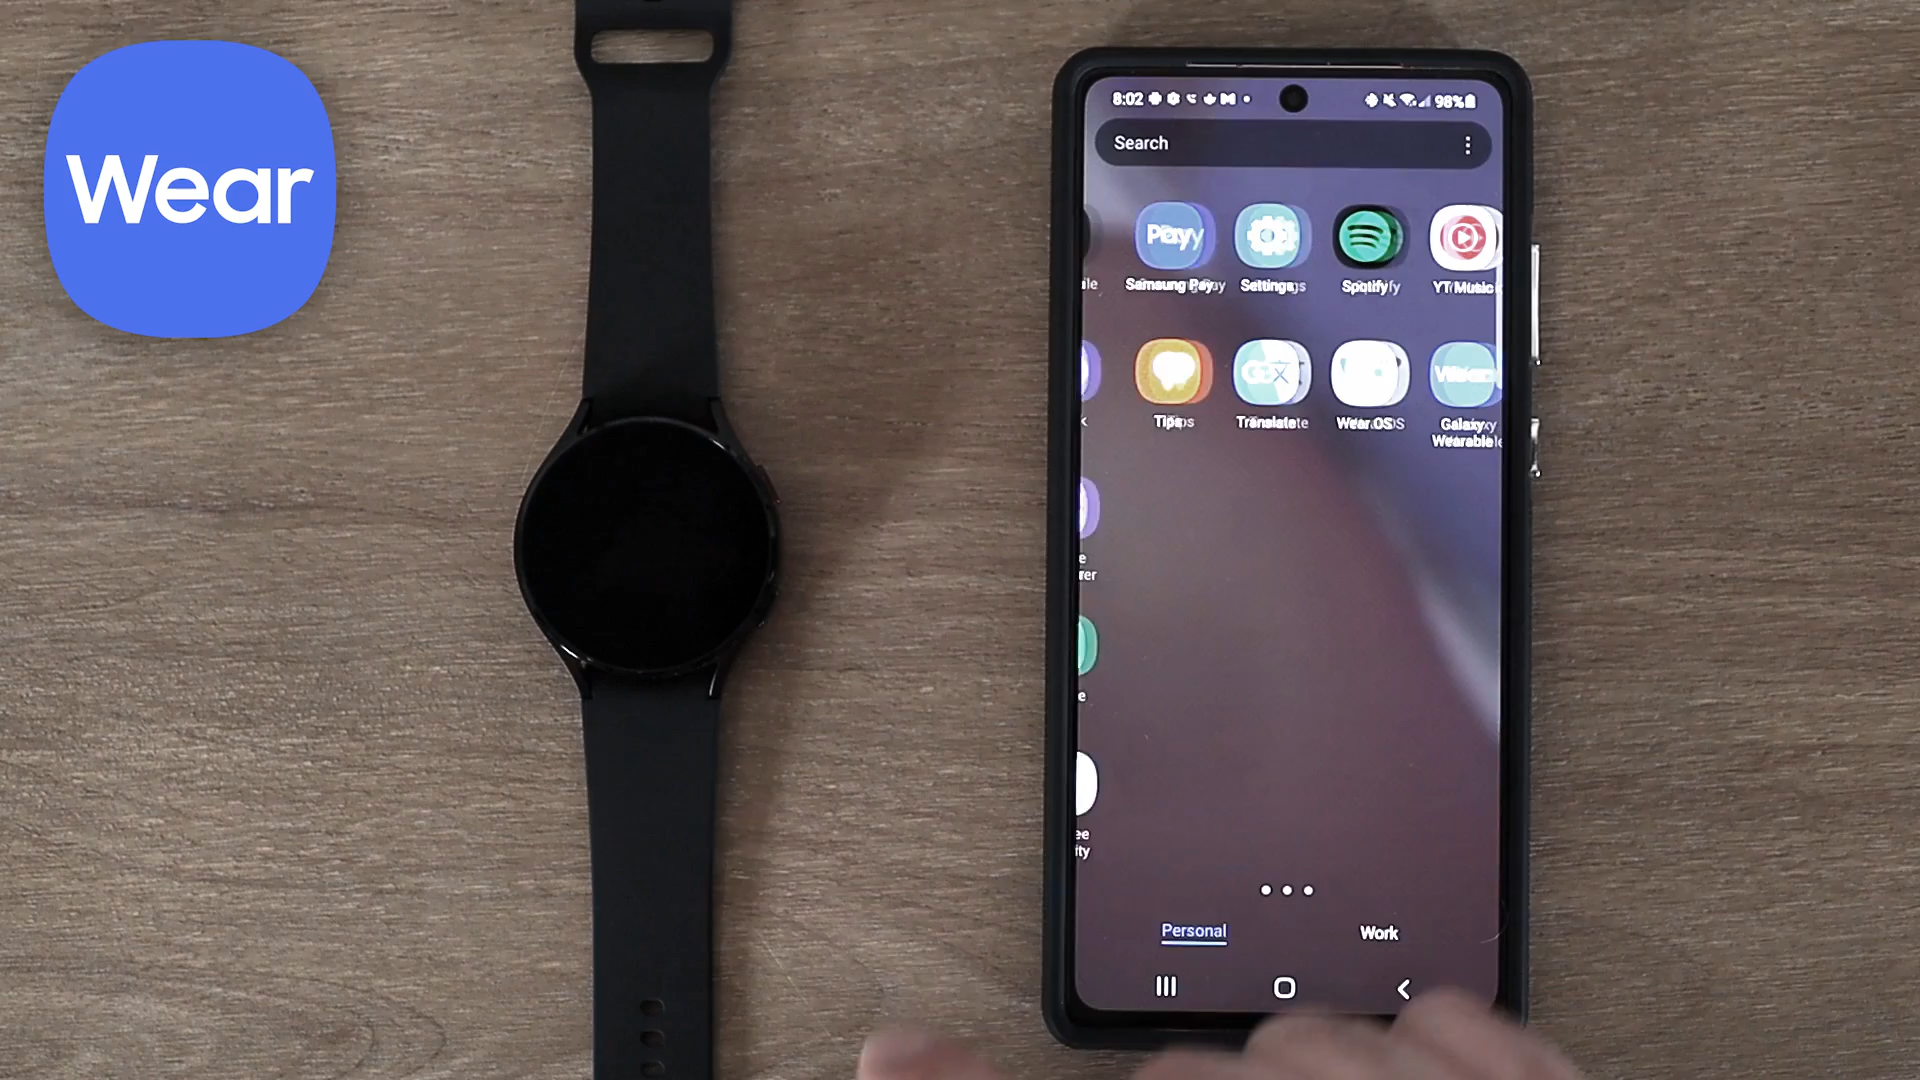 Wear
8:02
98%
Search
Pay
Samsung Pay
Settings
Spotify
YT Music
Tips
Translate
Wear OS
Galaxy
Wearable
Personal
Work